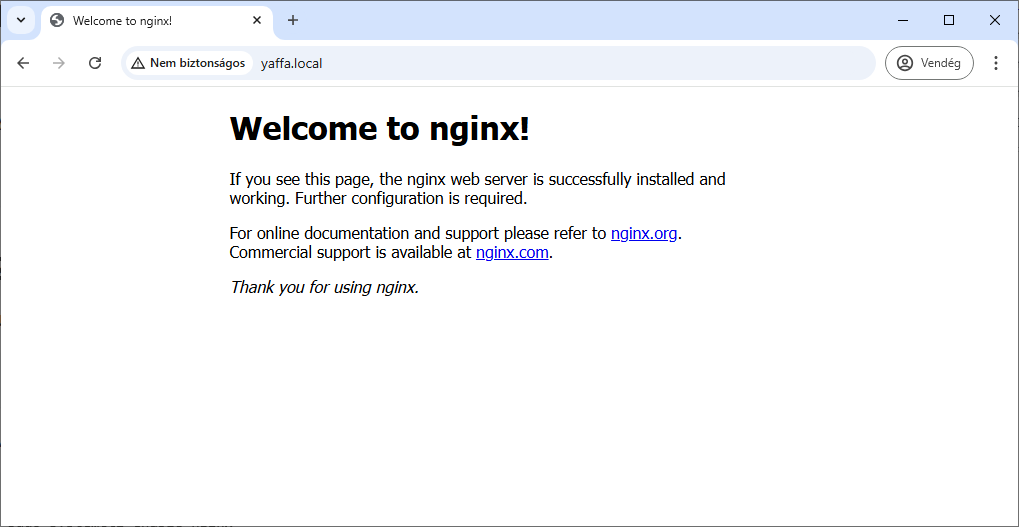 Welcome to nginx!
Nem biztonságos yaffa.local Vendég
Welcome to nginx!
If you see this page, the nginx web server is successfully installed and
working. Further configuration is required.
For online documentation and support please refer to nginx.org.
Commercial support is available at nginx.com.
Thank you for using nginx.